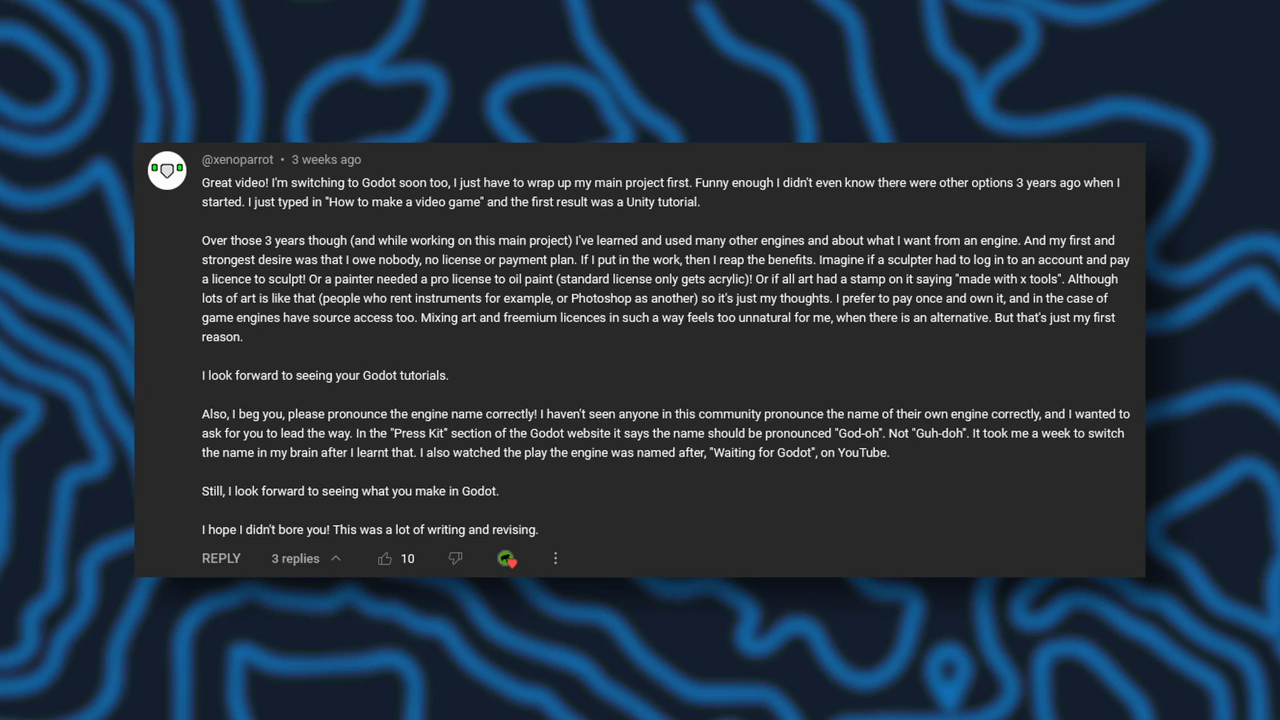 @xenoparrot • 3 weeks ago
Great video! I'm switching to Godot soon too, I just have to wrap up my main project first. Funny enough I didn't even know there were other options 3 years ago when I
started. I just typed in "How to make a video game" and the first result was a Unity tutorial.
Over those 3 years though (and while working on this main project) I've learned and used many other engines and about what I want from an engine. And my first and
strongest desire was that I owe nobody, no license or payment plan. If I put in the work, then I reap the benefits. Imagine if a sculpter had to log in to an account and pay
a licence to sculpt! Or a painter needed a pro license to oil paint (standard license only gets acrylic)! Or if all art had a stamp on it saying "made with x tools". Although
lots of art is like that (people who rent instruments for example, or Photoshop as another) so it's just my thoughts. I prefer to pay once and own it, and in the case of
game engines have source access too. Mixing art and freemium licences in such a way feels too unnatural for me, when there is an alternative. But that's just my first
reason.
I look forward to seeing your Godot tutorials.
Also, I beg you, please pronounce the engine name correctly! I haven't seen anyone in this community pronounce the name of their own engine correctly, and I wanted to
ask for you to lead the way. In the "Press Kit" section of the Godot website it says the name should be pronounced "God-oh". Not "Guh-doh". It took me a week to switch
the name in my brain after I learnt that. I also watched the play the engine was named after, "Waiting for Godot", on YouTube.
Still, I look forward to seeing what you make in Godot.
I hope I didn't bore you! This was a lot of writing and revising.
REPLY 3 replies 10